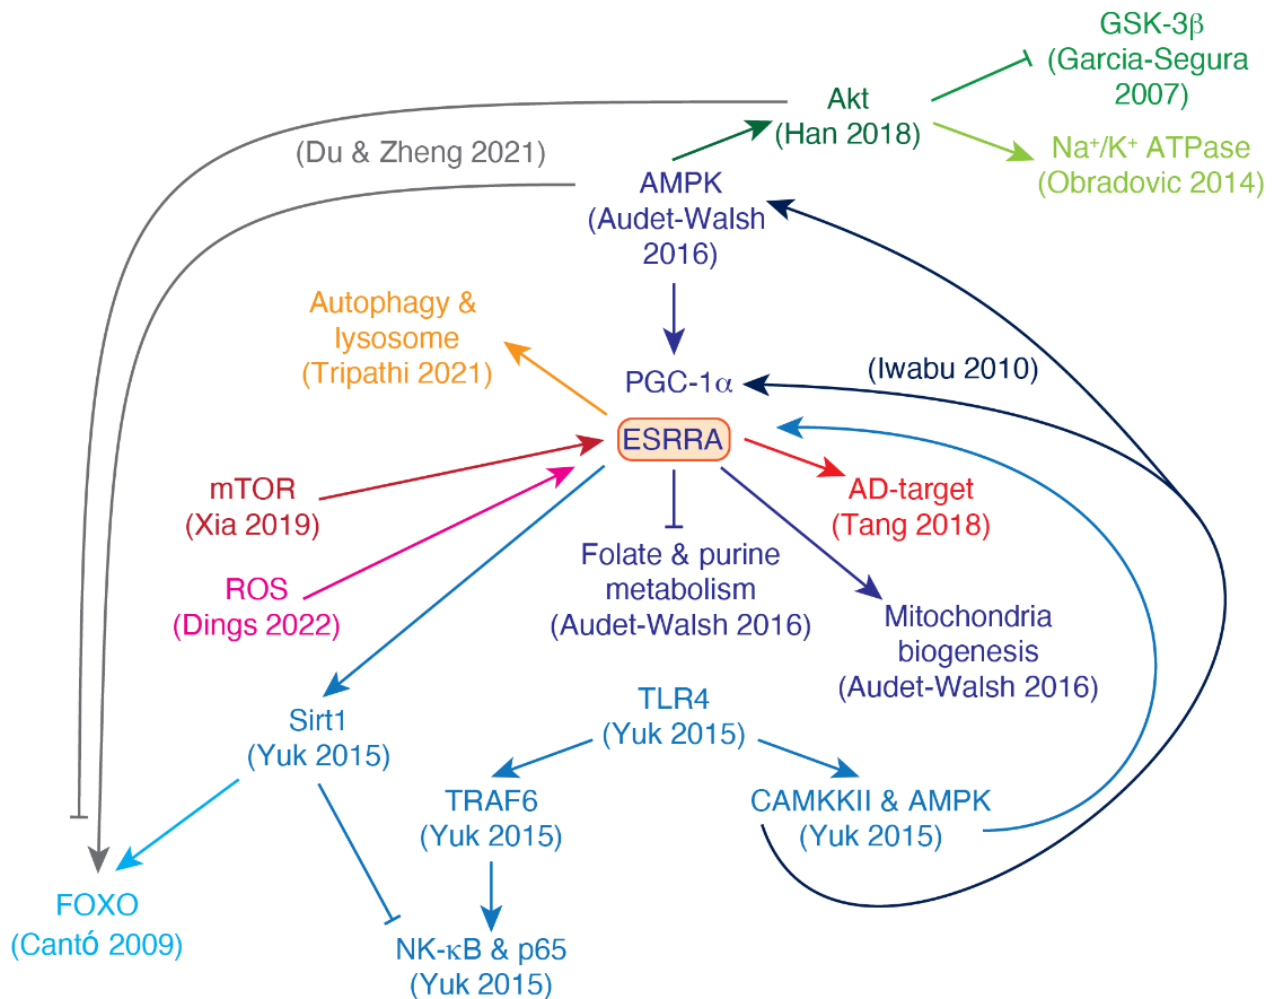 GSK-3β
(Garcia-Segura
2007)
Akt
(Han 2018)
Na⁺/K⁺ ATPase
(Obradovic 2014)
(Du & Zheng 2021)
AMPK
(Audet-Walsh
2016)
Autophagy &
lysosome
(Tripathi 2021)
PGC-1α
(Iwabu 2010)
ESRRA
mTOR
(Xia 2019)
AD-target
(Tang 2018)
ROS
(Dings 2022)
Folate & purine
metabolism
(Audet-Walsh 2016)
Mitochondria
biogenesis
(Audet-Walsh 2016)
Sirt1
(Yuk 2015)
TLR4
(Yuk 2015)
TRAF6
(Yuk 2015)
CAMKKII & AMPK
(Yuk 2015)
FOXO
(Cantó 2009)
NK-κB & p65
(Yuk 2015)